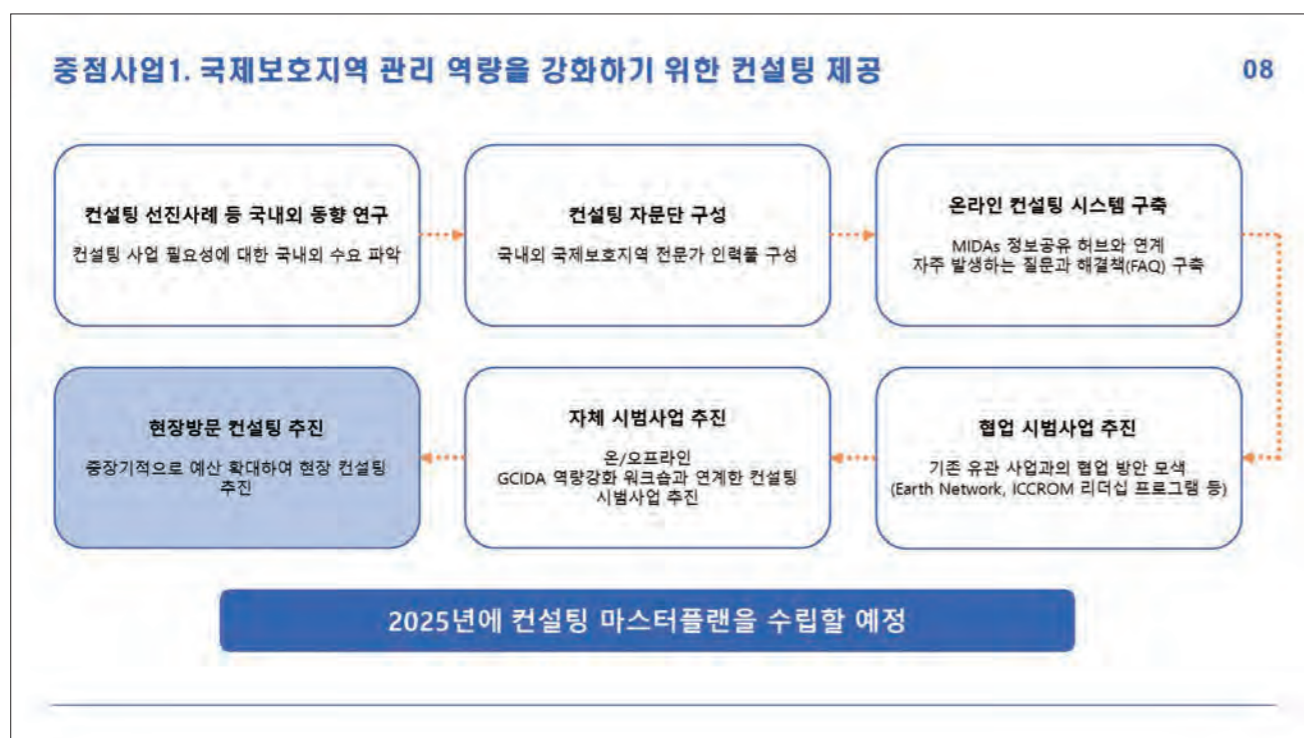 중점사업1. 국제보호지역 관리 역량을 강화하기 위한 컨설팅 제공
08
컨설팅 선진사례 등 국내외 동향 연구
컨설팅 사업 필요성에 대한 국내외 수요 파악
컨설팅 자문단 구성
국내외 국제보호지역 전문가 인력풀 구성
온라인 컨설팅 시스템 구축
MIDAs 정보공유 허브와 연계
자주 발생하는 질문과 해결책(FAQ) 구축
현장방문 컨설팅 추진
중장기적으로 예산 확대하여 현장 컨설팅
추진
자체 시범사업 추진
온/오프라인
GCIDA 역량강화 워크숍과 연계한 컨설팅
시범사업 추진
협업 시범사업 추진
기존 유관 사업과의 협업 방안 모색
(Earth Network, ICCROM 리더십 프로그램 등)
2025년에 컨설팅 마스터플랜을 수립할 예정